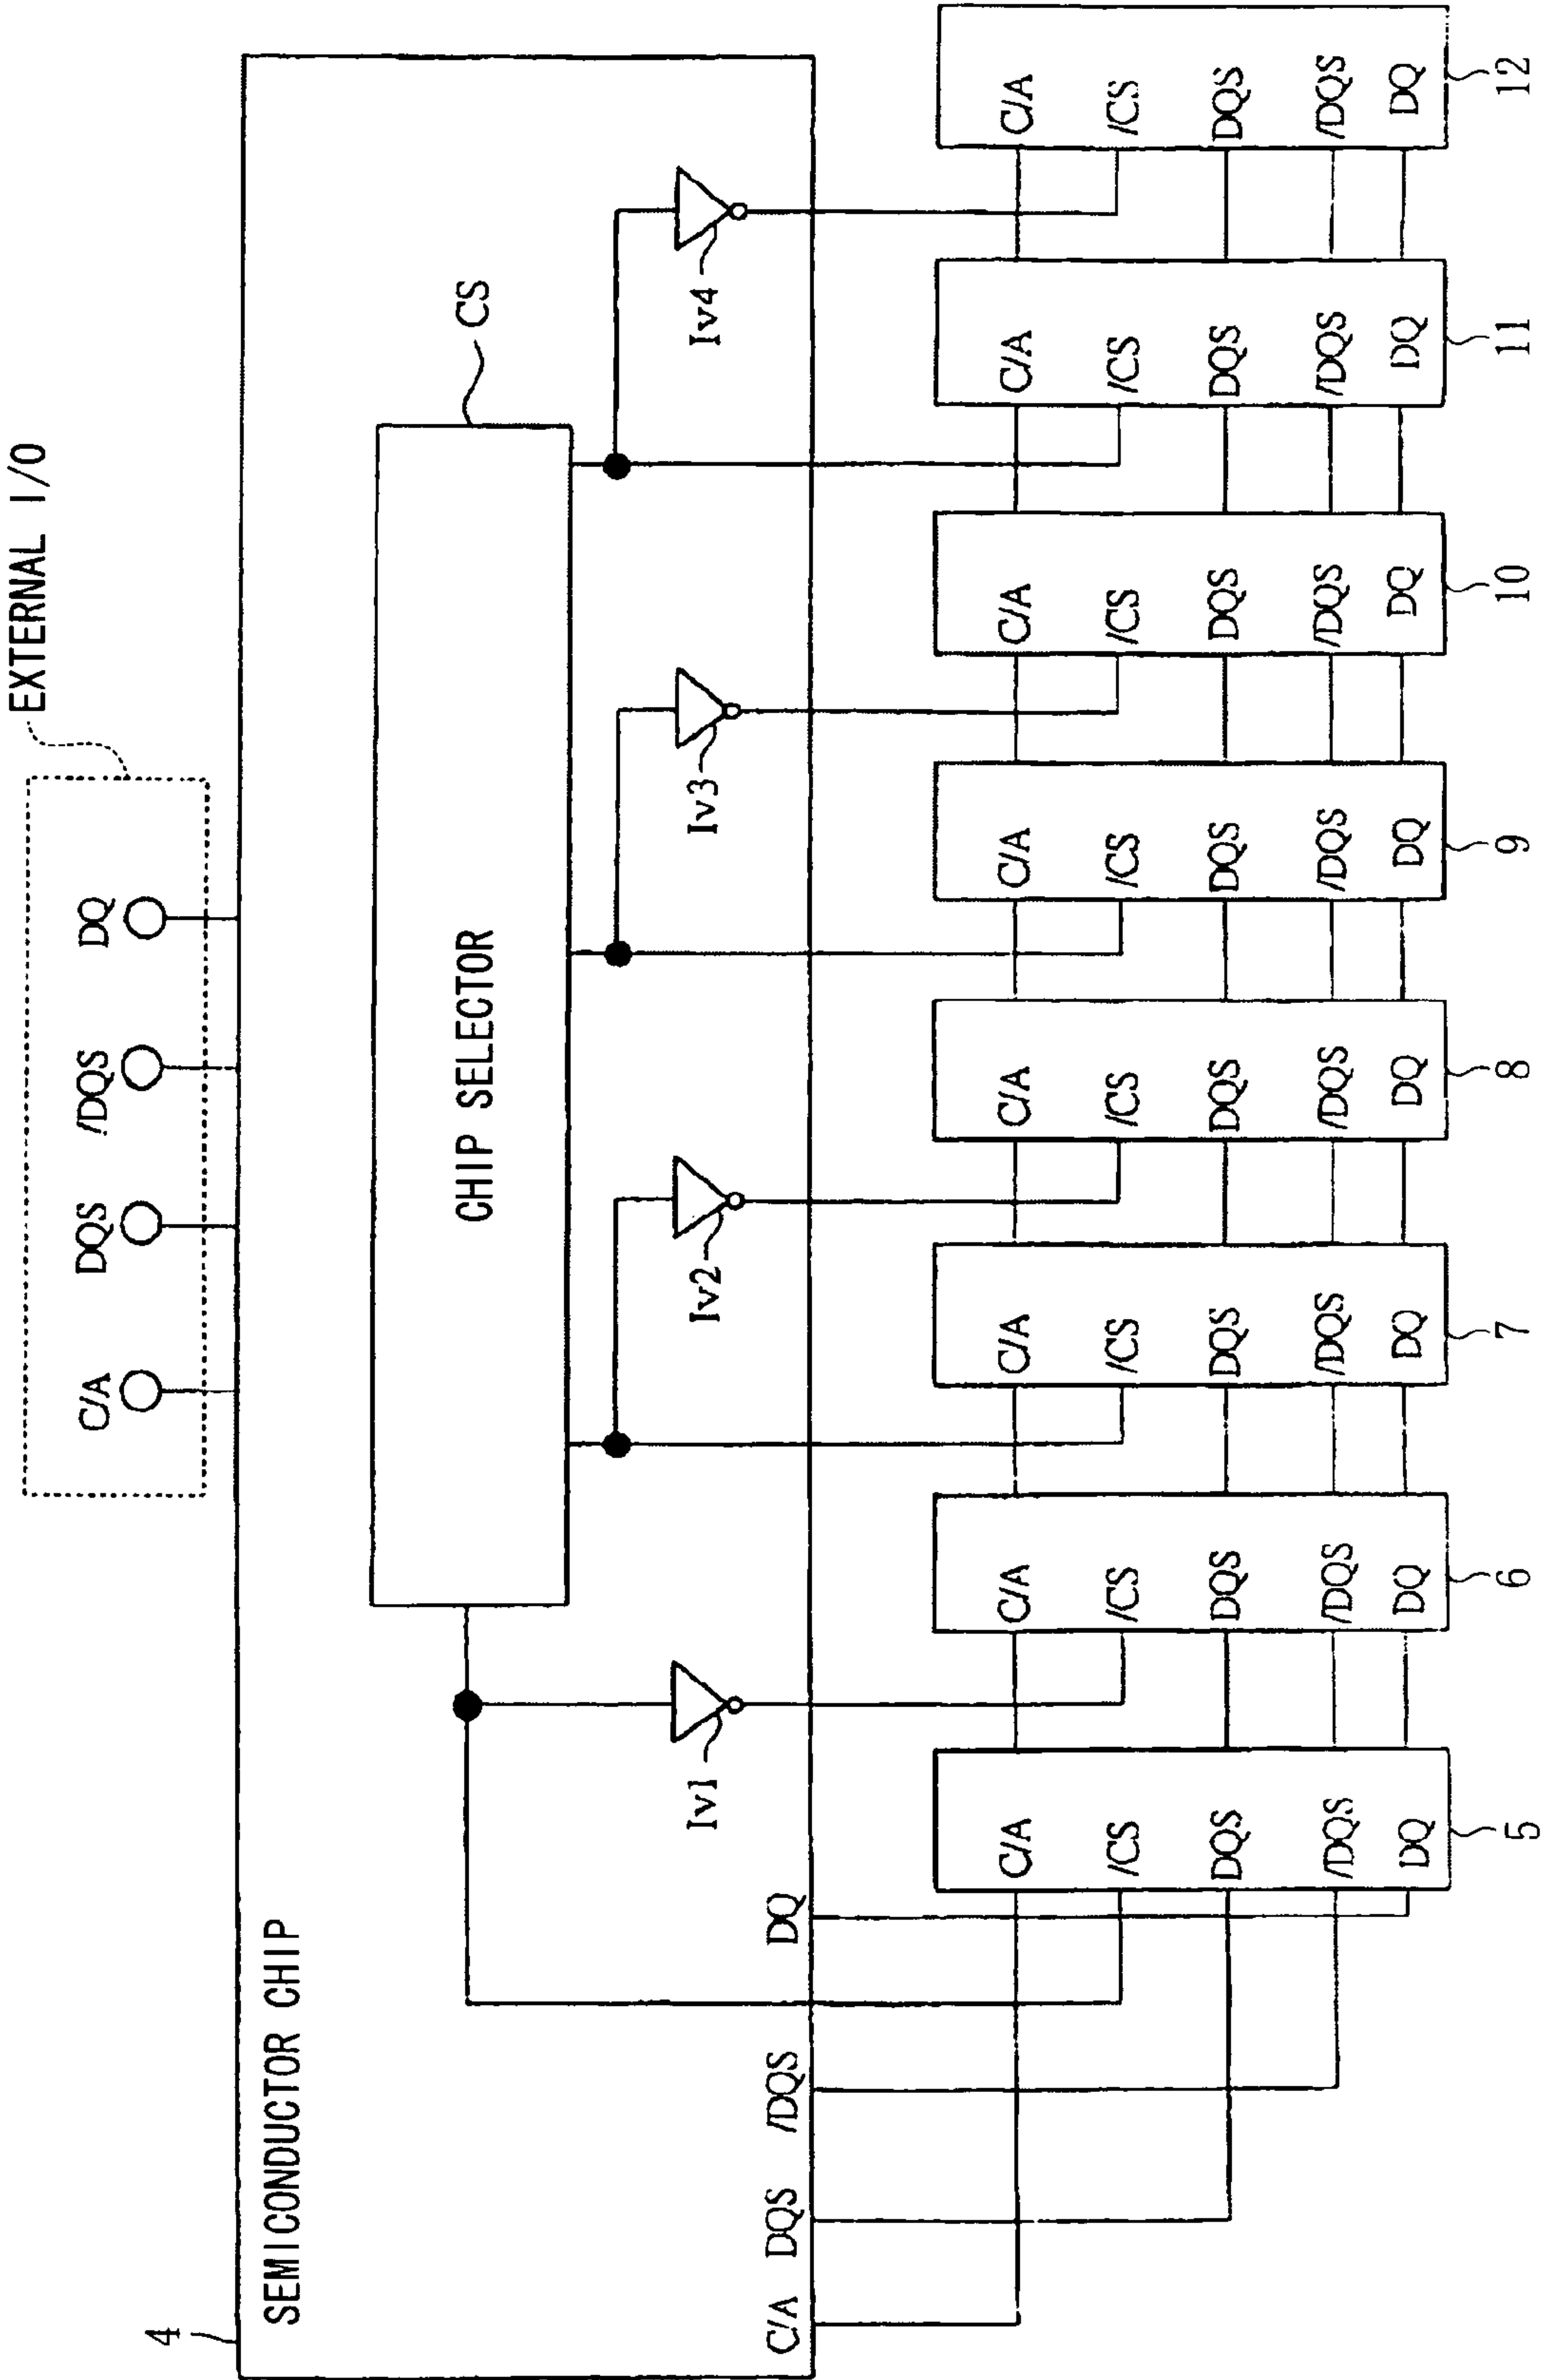 EXTERNAL I/O
C/A
DQS
/DQS
DQ
4
SEMICONDUCTOR CHIP
CHIP SELECTOR
CS
Iv1
Iv2
Iv3
Iv4
C/A
DQS
/DQS
DQ
C/A
/CS
DQS
/DQS
DQ
5
C/A
/CS
DQS
/DQS
DQ
6
C/A
/CS
DQS
/DQS
DQ
7
C/A
/CS
DQS
/DQS
DQ
8
C/A
/CS
DQS
/DQS
DQ
9
C/A
/CS
DQS
/DQS
DQ
10
C/A
/CS
DQS
/DQS
DQ
11
C/A
/CS
DQS
/DQS
DQ
12